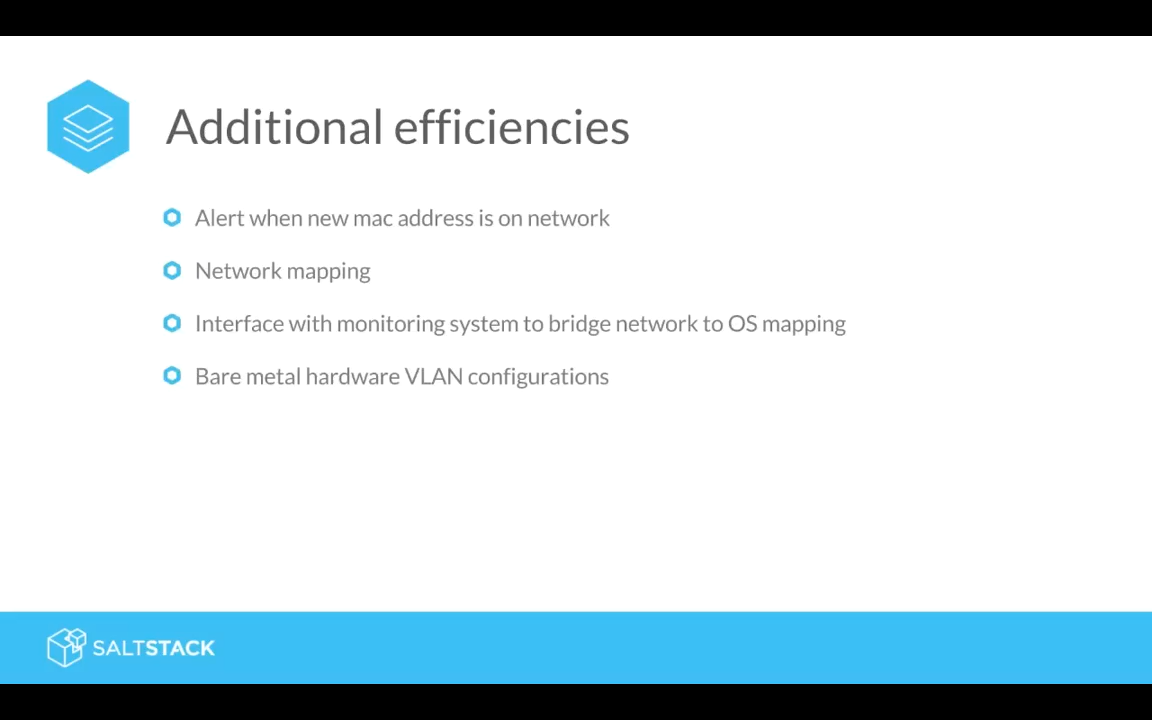 Additional efficiencies
Alert when new mac address is on network
Network mapping
Interface with monitoring system to bridge network to OS mapping
Bare metal hardware VLAN configurations
SALTSTACK